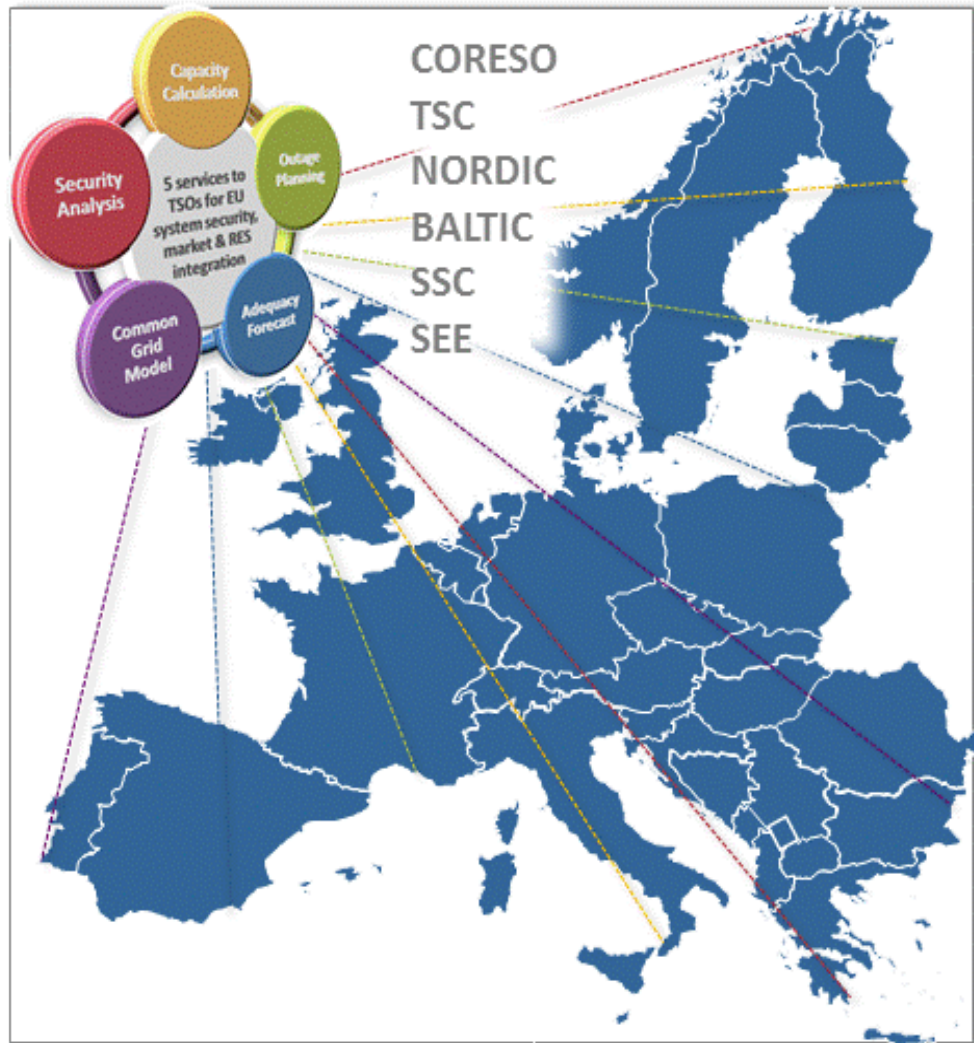 Capacity
Calculation
Security
Analysis
Outage
Planning
5 services to
TSOs for EU
system security,
market & RES
integration
Common
Grid
Model
Adequacy
Forecast
CORESO
TSC
NORDIC
BALTIC
SSC
SEE